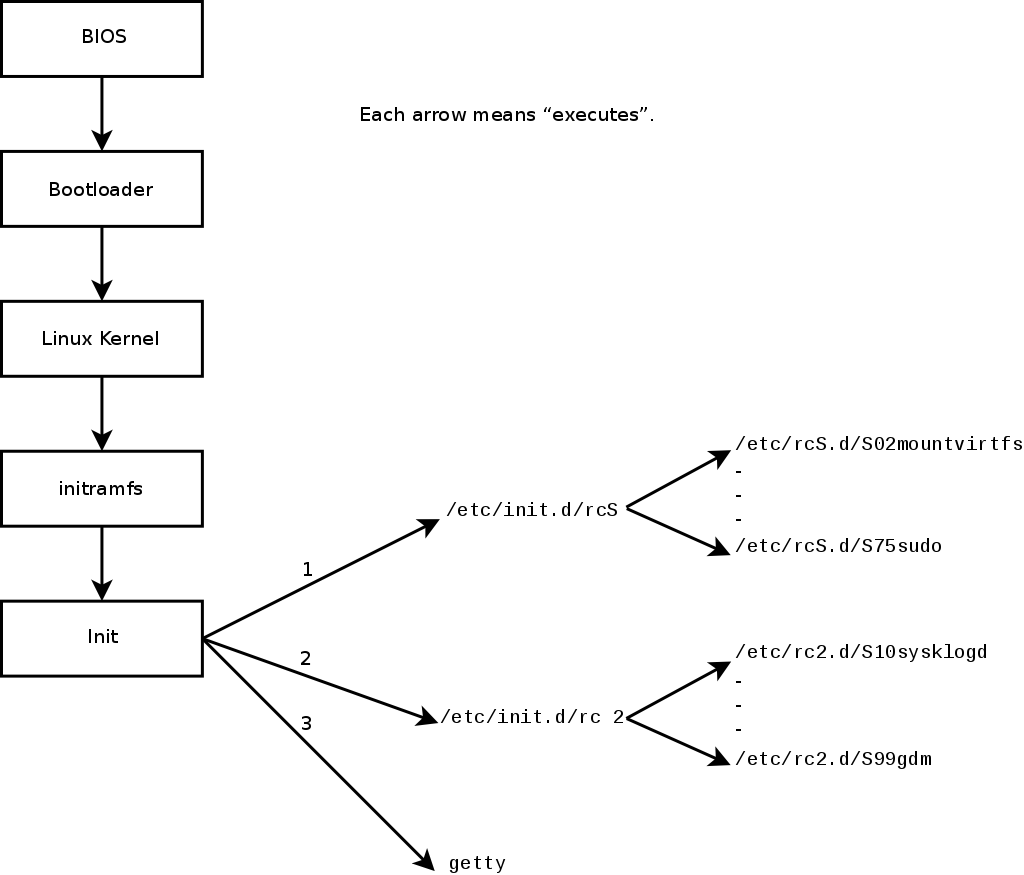 BIOS
Each arrow means “executes”.
Bootloader
Linux Kernel
initramfs
Init
1
2
3
/etc/init.d/rcS
/etc/rcS.d/S02mountvirtfs
-
-
-
/etc/rcS.d/S75sudo
/etc/init.d/rc 2
/etc/rc2.d/S10sysklogd
-
-
-
/etc/rc2.d/S99gdm
getty